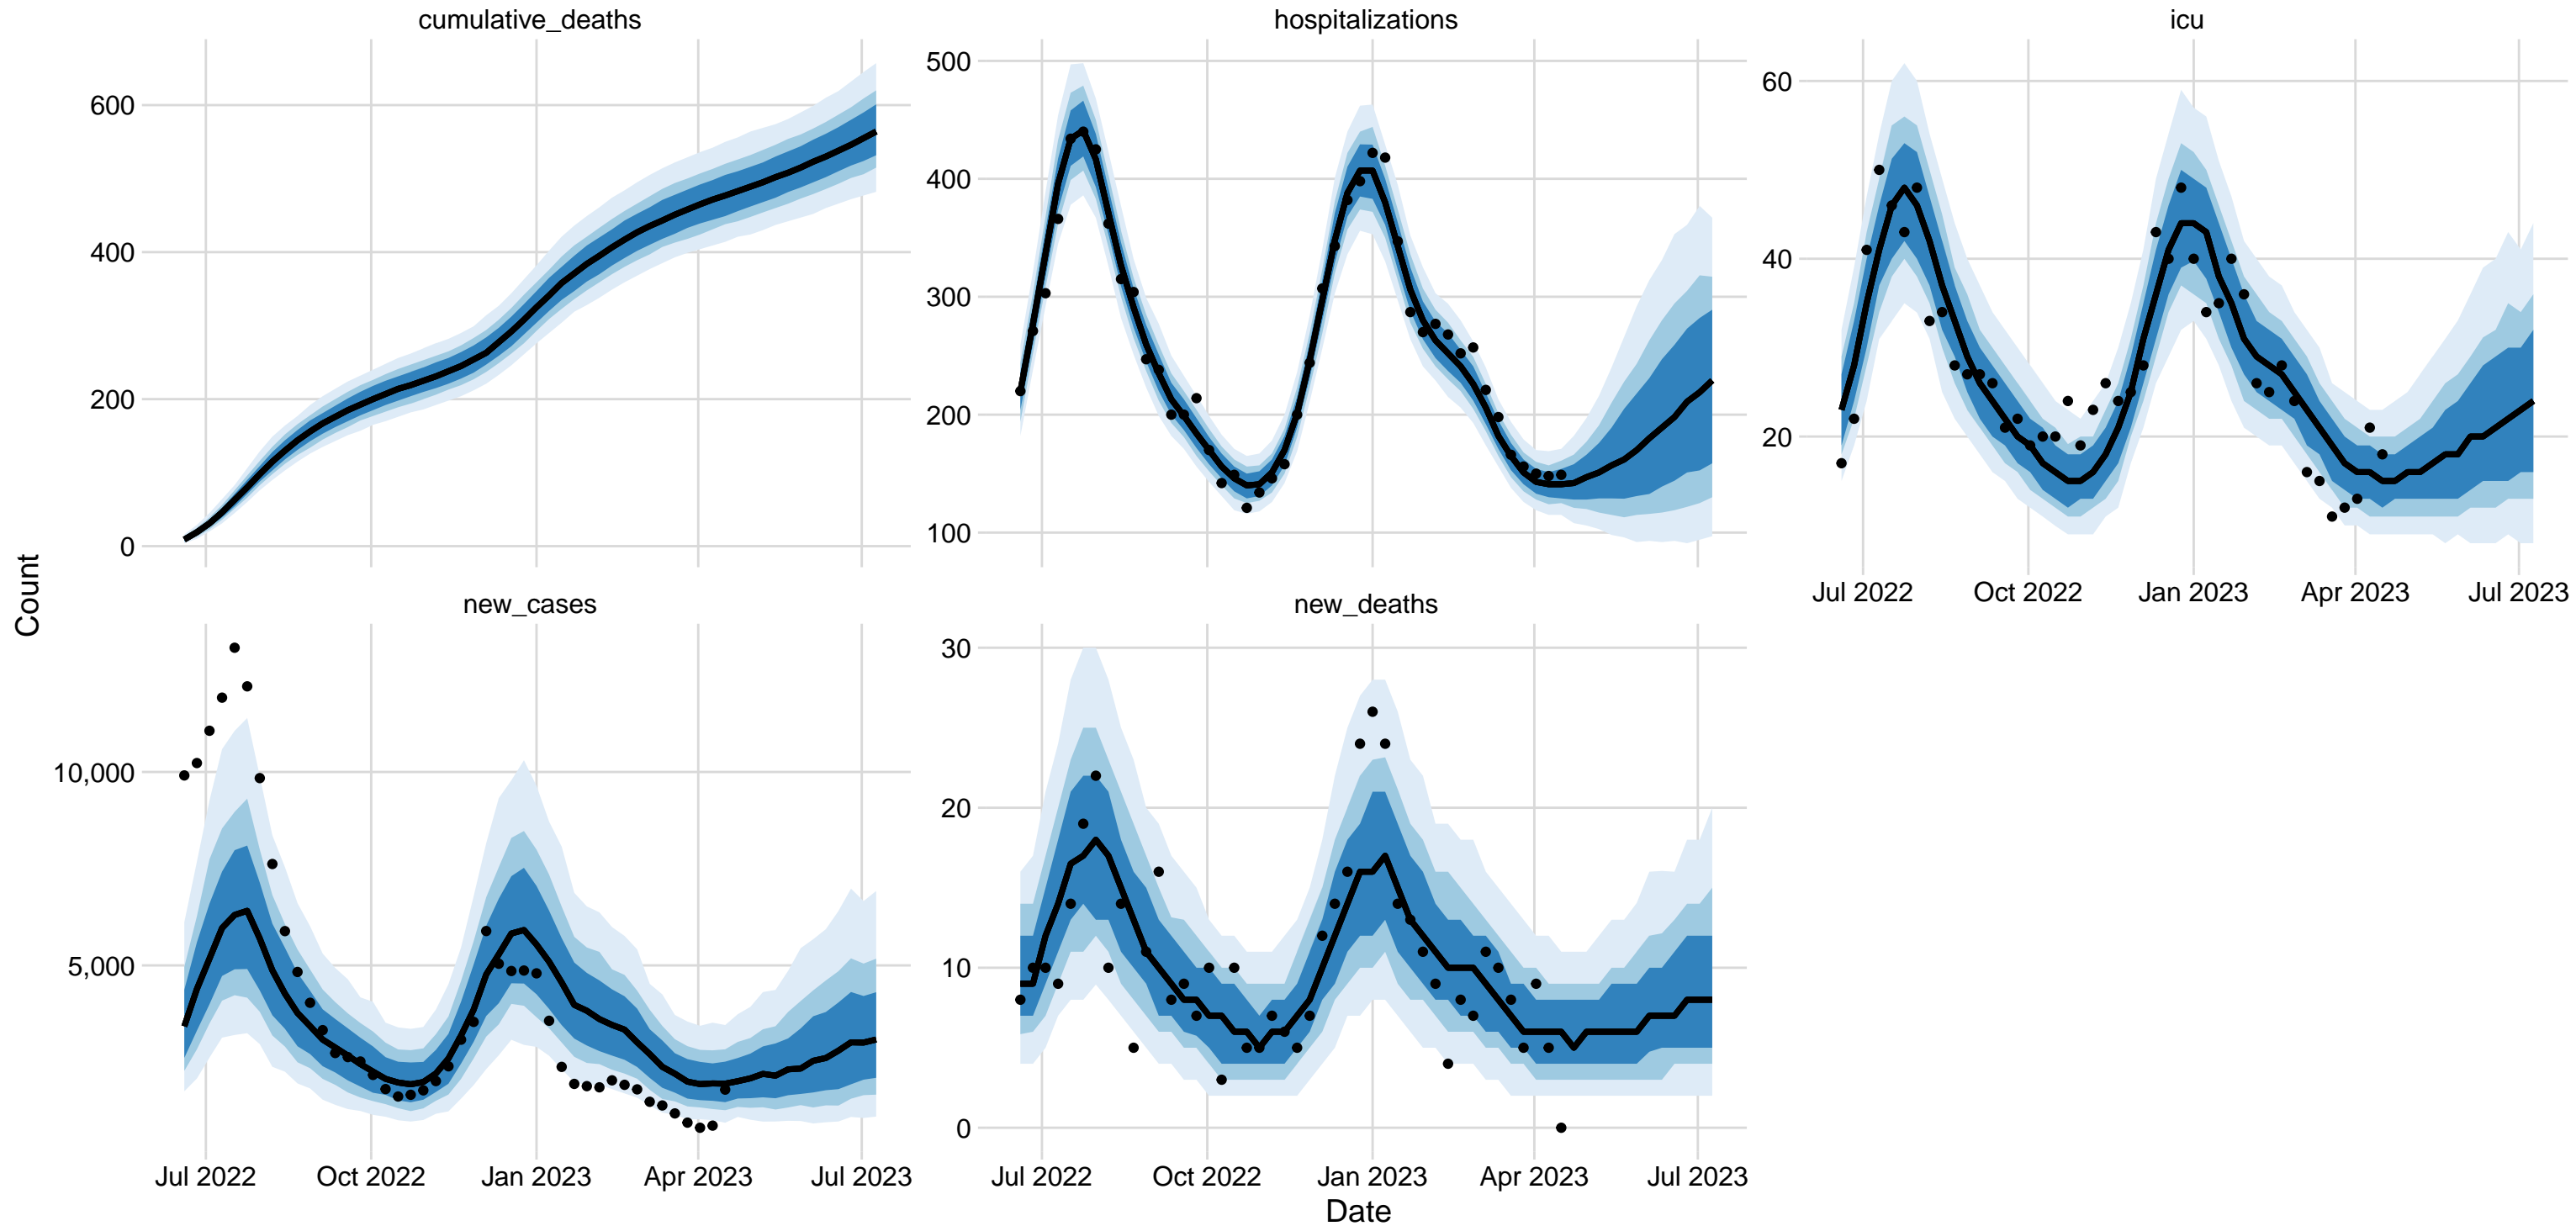 cumulative_deaths
600
400
200
0
hospitalizations
500
400
300
200
100
icu
60
40
20
Jul 2022 Oct 2022 Jan 2023 Apr 2023 Jul 2023
Count
new_cases
10,000
5,000
Jul 2022 Oct 2022 Jan 2023 Apr 2023 Jul 2023
new_deaths
30
20
10
0
Jul 2022 Oct 2022 Jan 2023 Apr 2023 Jul 2023
Date